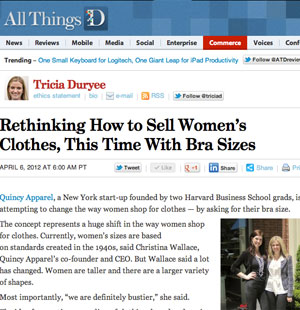 All Things D
News Reviews Mobile Media Social Enterprise Commerce Voices
Trending – One Small Keyboard for Logitech, One Giant Leap for iPad Productivity Follow @ATDreview
Tricia Duryee
ethics statement | bio | e-mail | RSS | Follow @triciad
Rethinking How to Sell Women's
Clothes, This Time With Bra Sizes
APRIL 6, 2012 AT 6:00 AM PT
Tweet Like +1 Share Share Print
Quincy Apparel, a New York start-up founded by two Harvard Business School grads, is
attempting to change the way women shop for clothes — by asking for their bra size.
The concept represents a huge shift in the way women shop
for clothes. Currently, women's sizes are based
on standards created in the 1940s, said Christina Wallace,
Quincy Apparel's co-founder and CEO. But Wallace said a lot
has changed. Women are taller and there are a larger variety
of shapes.
Most importantly, "we are definitely bustier," she said.